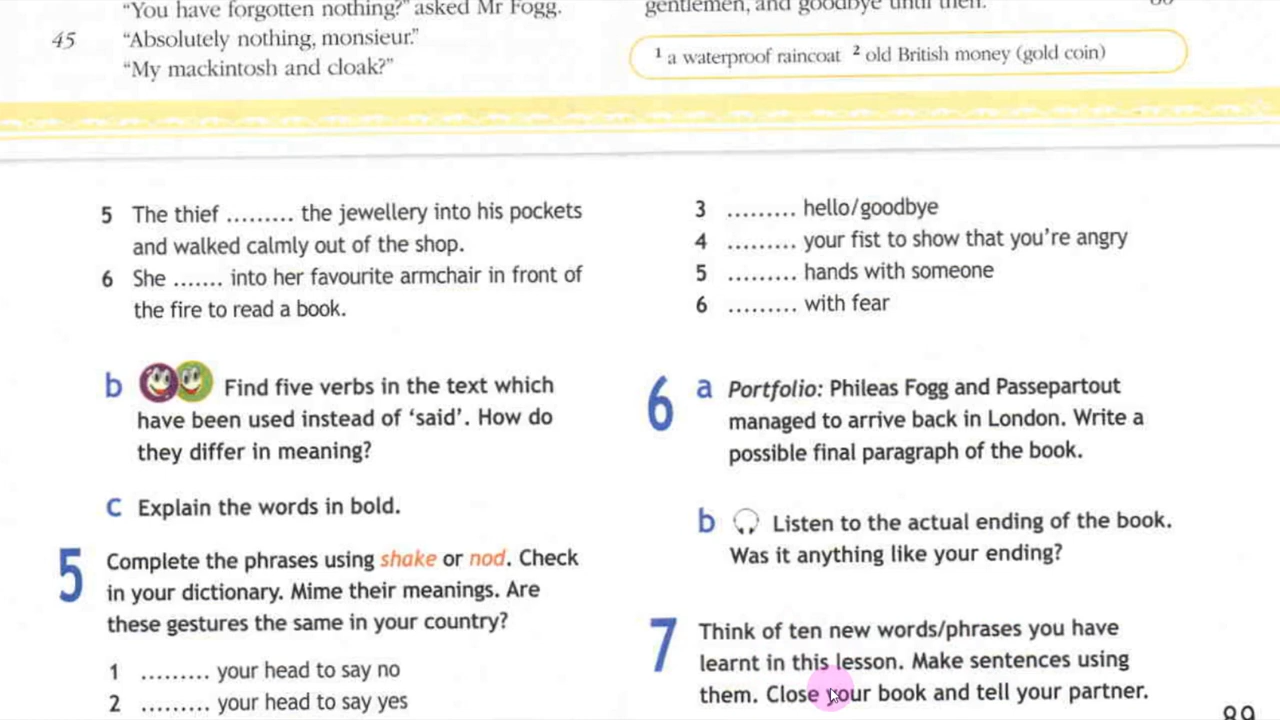 “You have forgotten nothing?” asked Mr Fogg.
45 “Absolutely nothing, monsieur.”
“My mackintosh and cloak?”
gentlemen, and goodbye until then.
¹ a waterproof raincoat ² old British money (gold coin)
5 The thief ......... the jewellery into his pockets
and walked calmly out of the shop.
6 She ....... into her favourite armchair in front of
the fire to read a book.
b Find five verbs in the text which
have been used instead of ‘said’. How do
they differ in meaning?
c Explain the words in bold.
5 Complete the phrases using shake or nod. Check
in your dictionary. Mime their meanings. Are
these gestures the same in your country?
1 ......... your head to say no
2 ......... your head to say yes
3 ......... hello/goodbye
4 ......... your fist to show that you’re angry
5 ......... hands with someone
6 ......... with fear
6 a Portfolio: Phileas Fogg and Passepartout
managed to arrive back in London. Write a
possible final paragraph of the book.
b Listen to the actual ending of the book.
Was it anything like your ending?
7 Think of ten new words/phrases you have
learnt in this lesson. Make sentences using
them. Close your book and tell your partner.
89